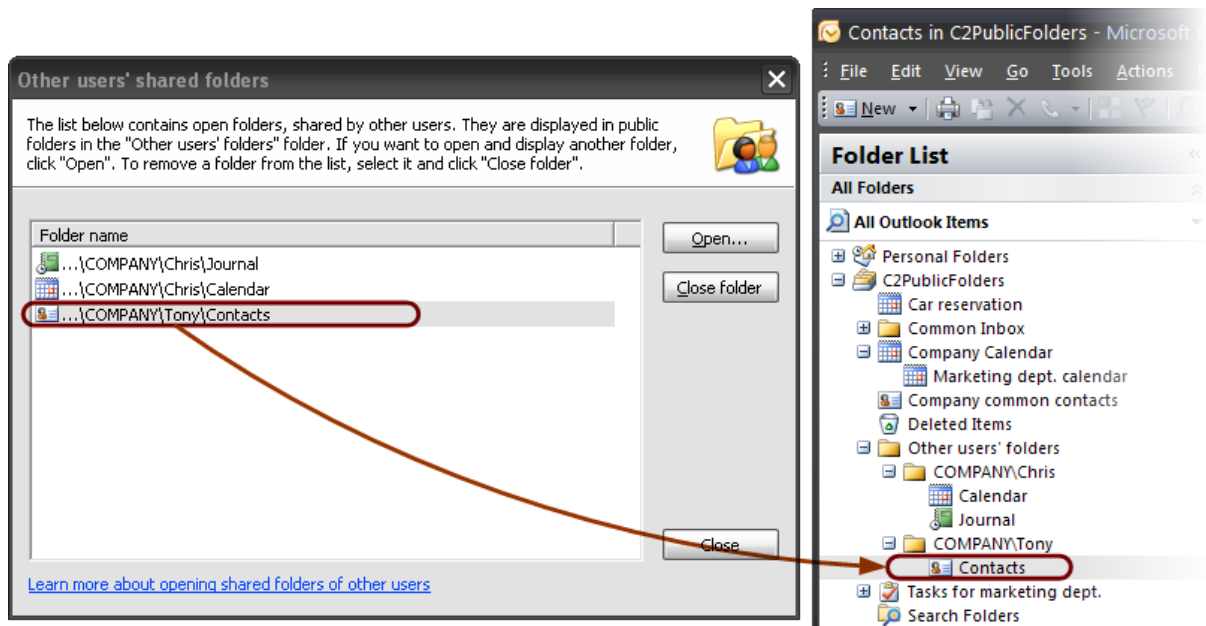 Other users' shared folders
The list below contains open folders, shared by other users. They are displayed in public
folders in the "Other users' folders" folder. If you want to open and display another folder,
click "Open". To remove a folder from the list, select it and click "Close folder".
Folder name
...\COMPANY\Chris\Journal
...\COMPANY\Chris\Calendar
...\COMPANY\Tony\Contacts
Open...
Close folder
Close
Learn more about opening shared folders of other users
Contacts in C2PublicFolders - Microsoft
File Edit View Go Tools Actions
New
Folder List
All Folders
All Outlook Items
Personal Folders
C2PublicFolders
Car reservation
Common Inbox
Company Calendar
Marketing dept. calendar
Company common contacts
Deleted Items
Other users' folders
COMPANY\Chris
Calendar
Journal
COMPANY\Tony
Contacts
Tasks for marketing dept.
Search Folders